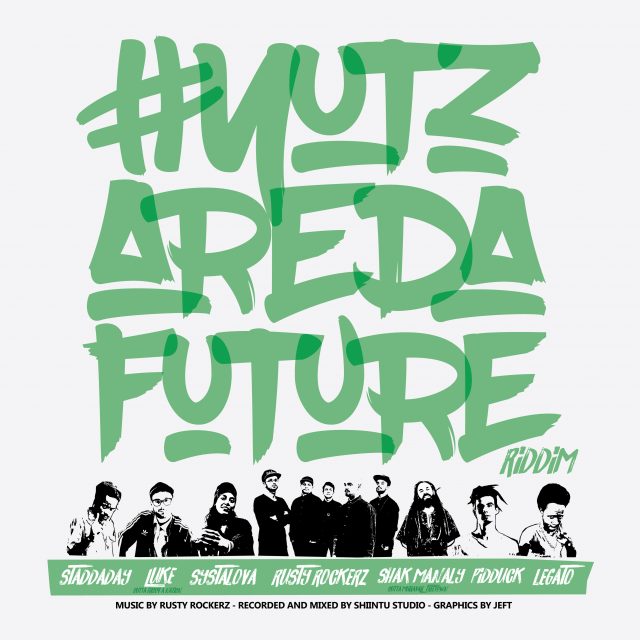 #YUTZ
AREDA
FUTURE
RIDDIM
STADDADAY LUKE SYSTALOVA RUSTY ROCKERZ SHAK MANALY PIDDUCK LEGATO
MUSIC BY RUSTY ROCKERZ - RECORDED AND MIXED BY SHIINTU STUDIO - GRAPHICS BY JEFT